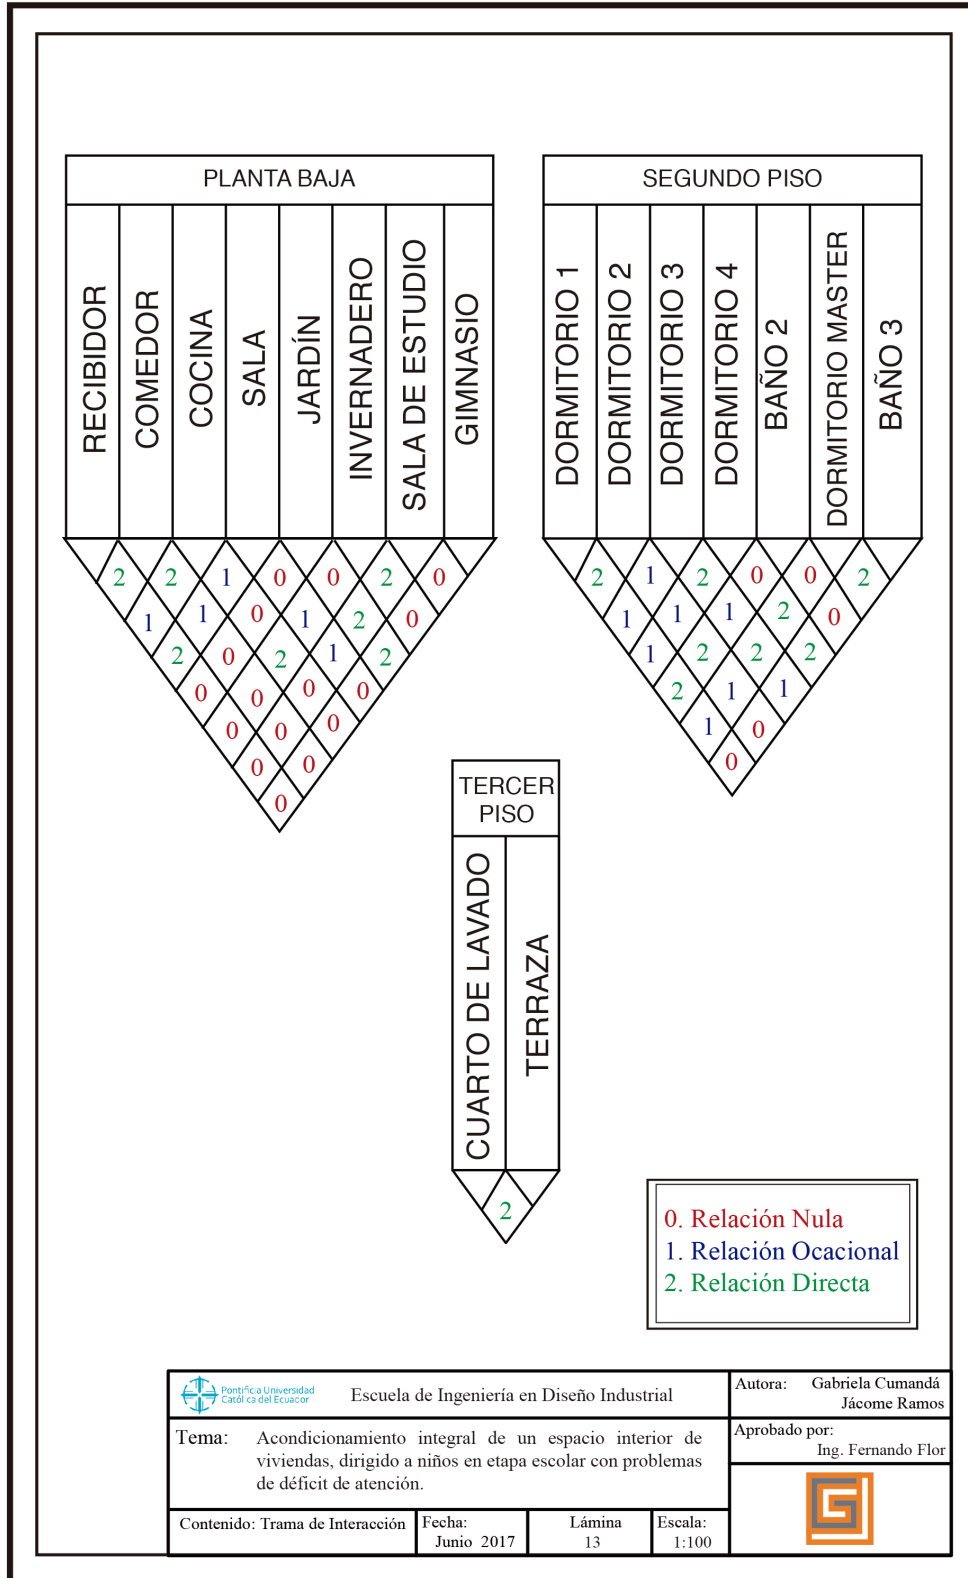 PLANTA BAJA
RECIBIDOR
COMEDOR
COCINA
SALA
JARDÍN
INVERNADERO
SALA DE ESTUDIO
GIMNASIO
2 2 1 0 0 2 0
1 1 0 1 2 0
2 0 2 1 2
0 0 0 0
0 0 0
0 0
0
SEGUNDO PISO
DORMITORIO 1
DORMITORIO 2
DORMITORIO 3
DORMITORIO 4
BAÑO 2
DORMITORIO MASTER
BAÑO 3
2 1 2 0 0 2
1 1 1 2 0
1 2 2 2
2 1 1
1 0
0
TERCER
PISO
CUARTO DE LAVADO
TERRAZA
2
0. Relación Nula
1. Relación Ocacional
2. Relación Directa
Pontificia Universidad
Católica del Ecuador
Escuela de Ingeniería en Diseño Industrial
Autora: Gabriela Cumandá
Jácome Ramos
Tema: Acondicionamiento integral de un espacio interior de
viviendas, dirigido a niños en etapa escolar con problemas
de déficit de atención.
Aprobado por:
Ing. Fernando Flor
Contenido: Trama de Interacción
Fecha:
Junio 2017
Lámina
13
Escala:
1:100